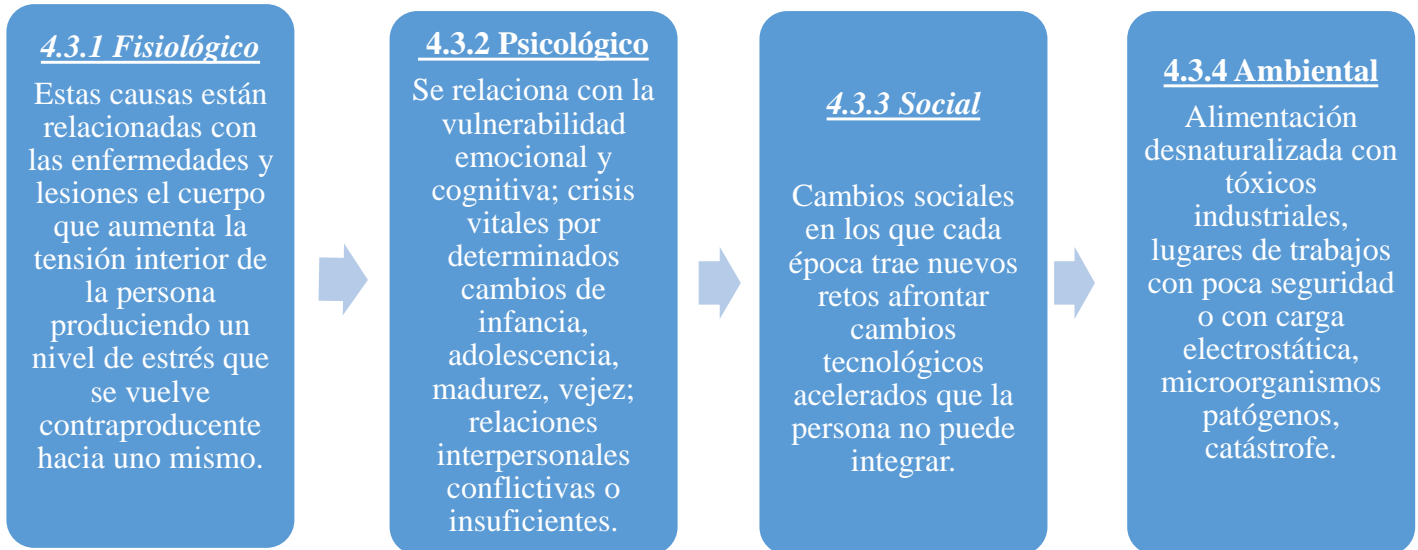 4.3.1 Fisiológico
Estas causas están
relacionadas con
las enfermedades y
lesiones el cuerpo
que aumenta la
tensión interior de
la persona
produciendo un
nivel de estrés que
se vuelve
contraproducente
hacia uno mismo.
4.3.2 Psicológico
Se relaciona con la
vulnerabilidad
emocional y
cognitiva; crisis
vitales por
determinados
cambios de
infancia,
adolescencia,
madurez, vejez;
relaciones
interpersonales
conflictivas o
insuficientes.
4.3.3 Social
Cambios sociales
en los que cada
época trae nuevos
retos afrontar
cambios
tecnológicos
acelerados que la
persona no puede
integrar.
4.3.4 Ambiental
Alimentación
desnaturalizada con
tóxicos
industriales,
lugares de trabajos
con poca seguridad
o con carga
electrostática,
microorganismos
patógenos,
catástrofe.